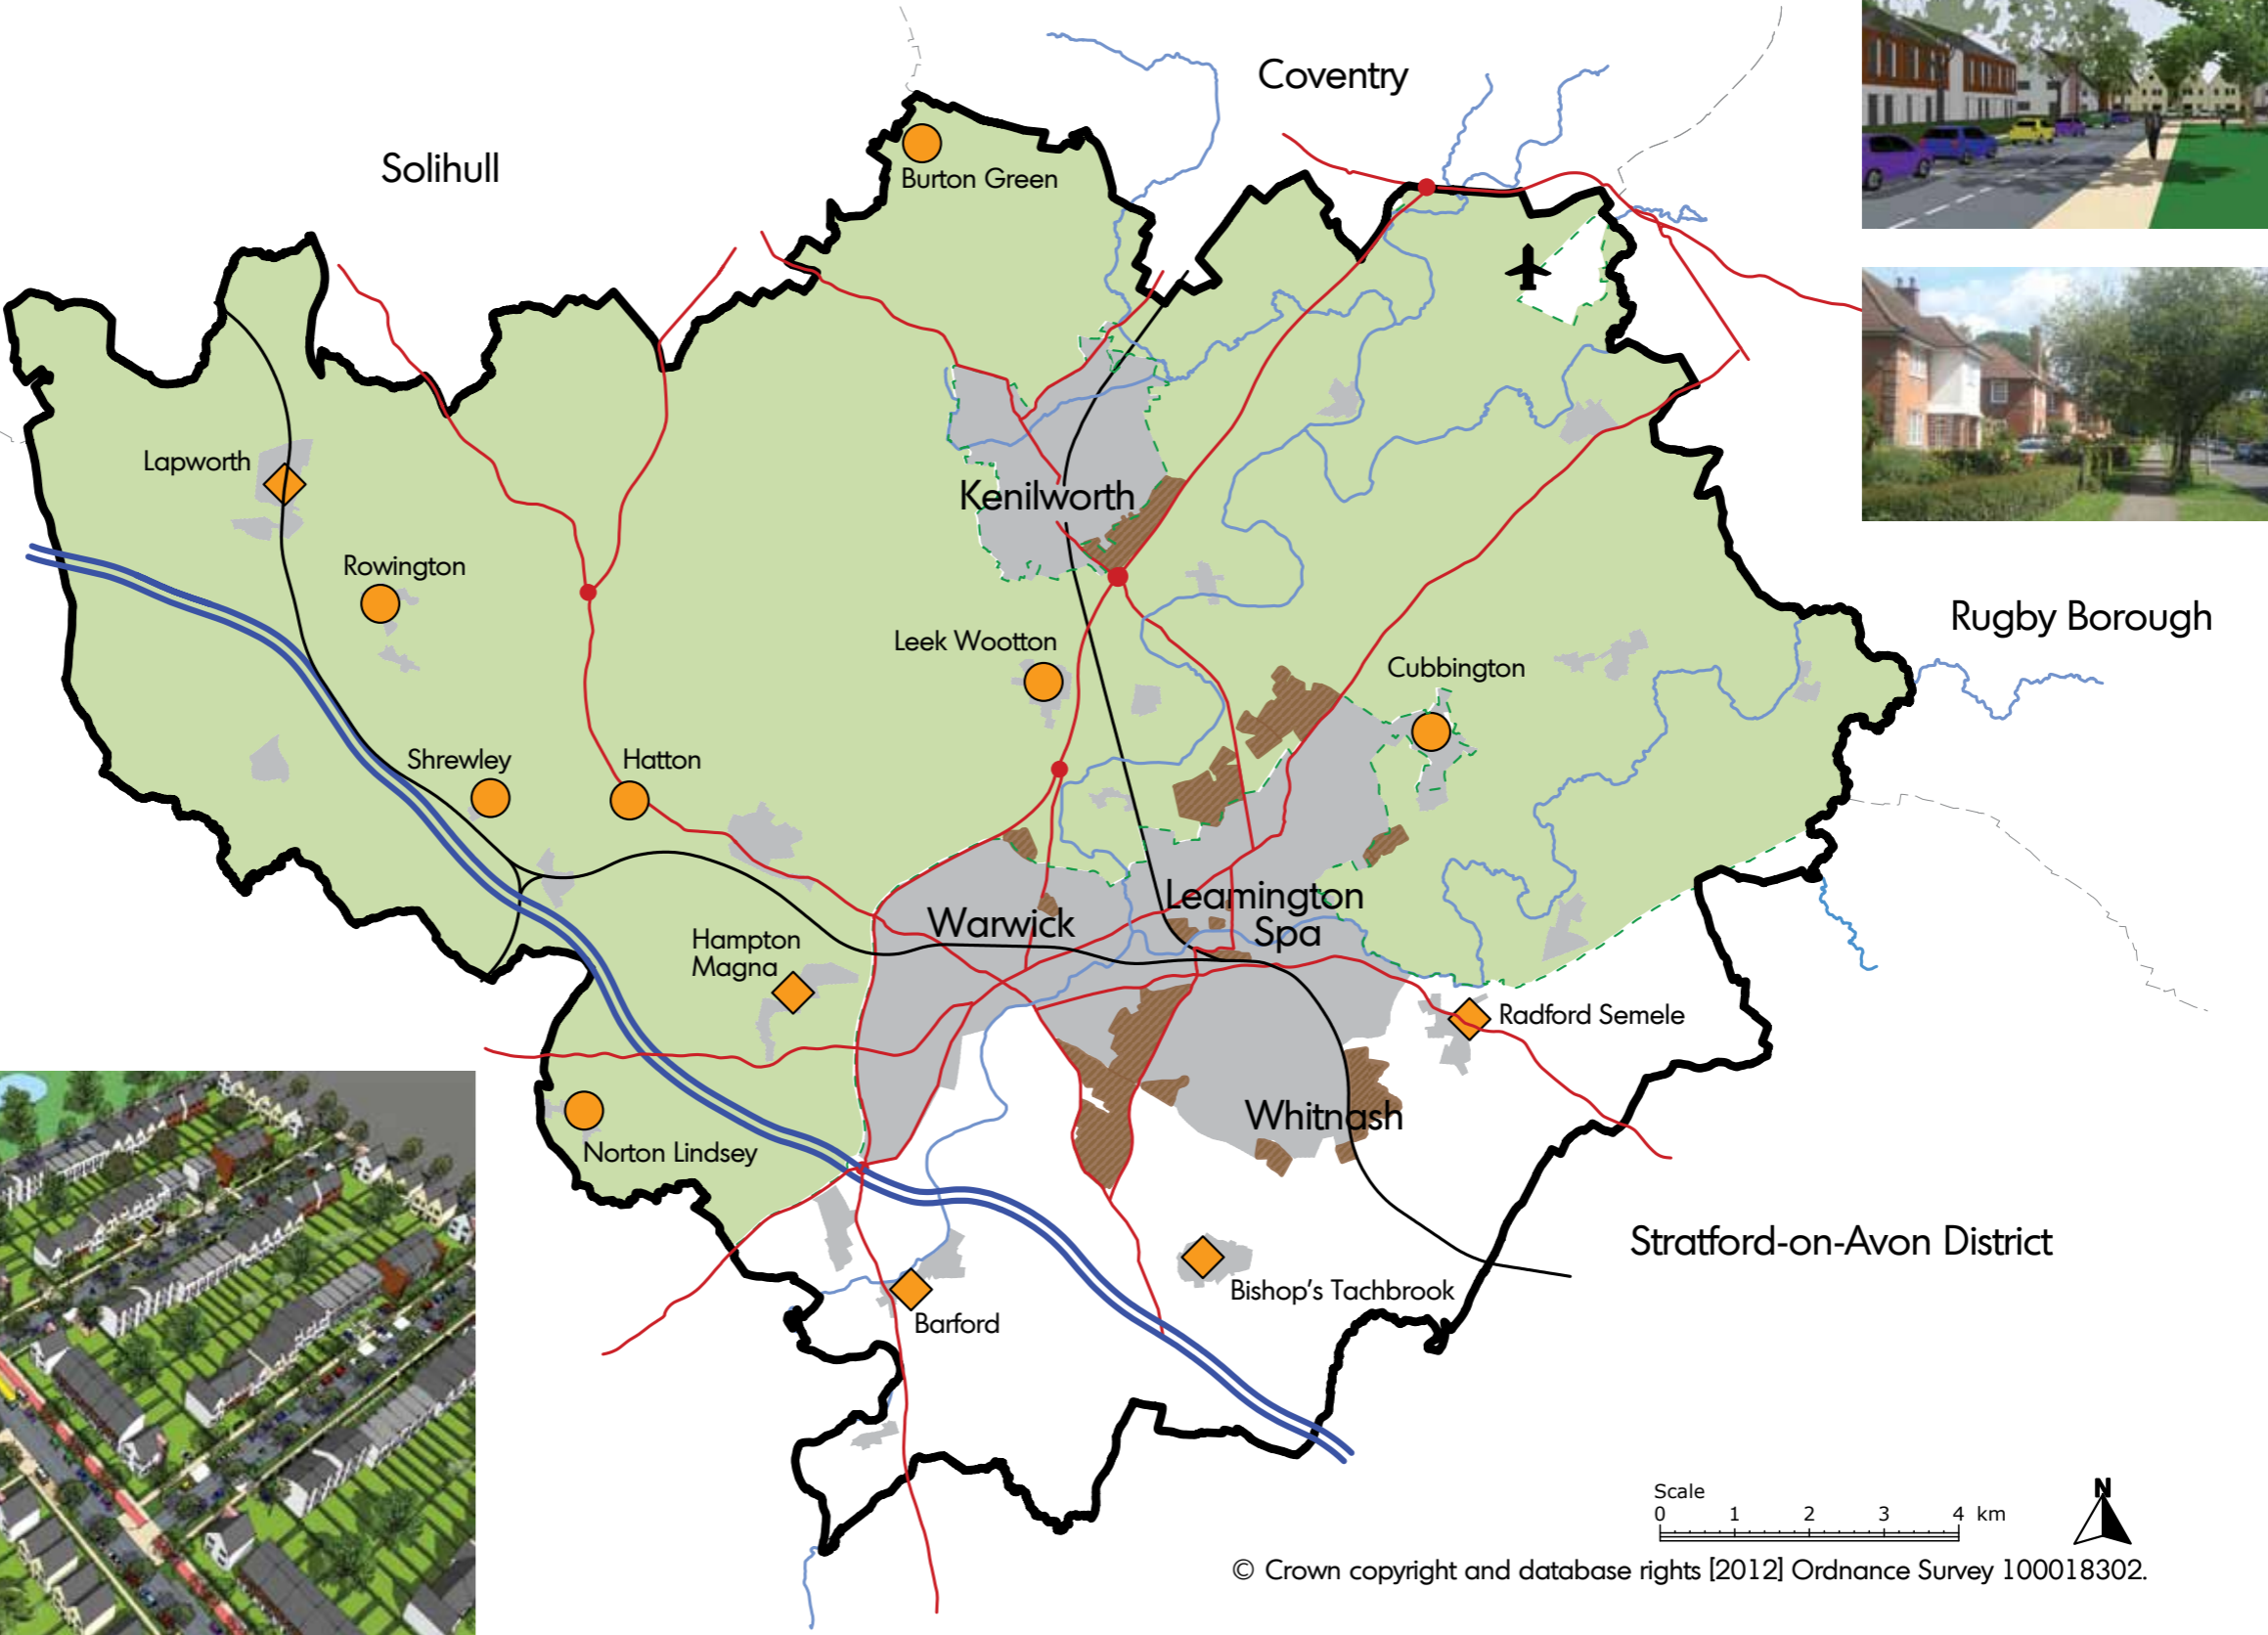 Coventry
Solihull
Burton Green
Lapworth
Kenilworth
Rowington
Rugby Borough
Leek Wootton
Cubbington
Shrewley
Hatton
Leamington
Spa
Warwick
Hampton
Magna
Radford Semele
Whitnash
Norton Lindsey
Stratford-on-Avon District
Bishop's Tachbrook
Barford
Scale
0 1 2 3 4 km
N
© Crown copyright and database rights [2012] Ordnance Survey 100018302.